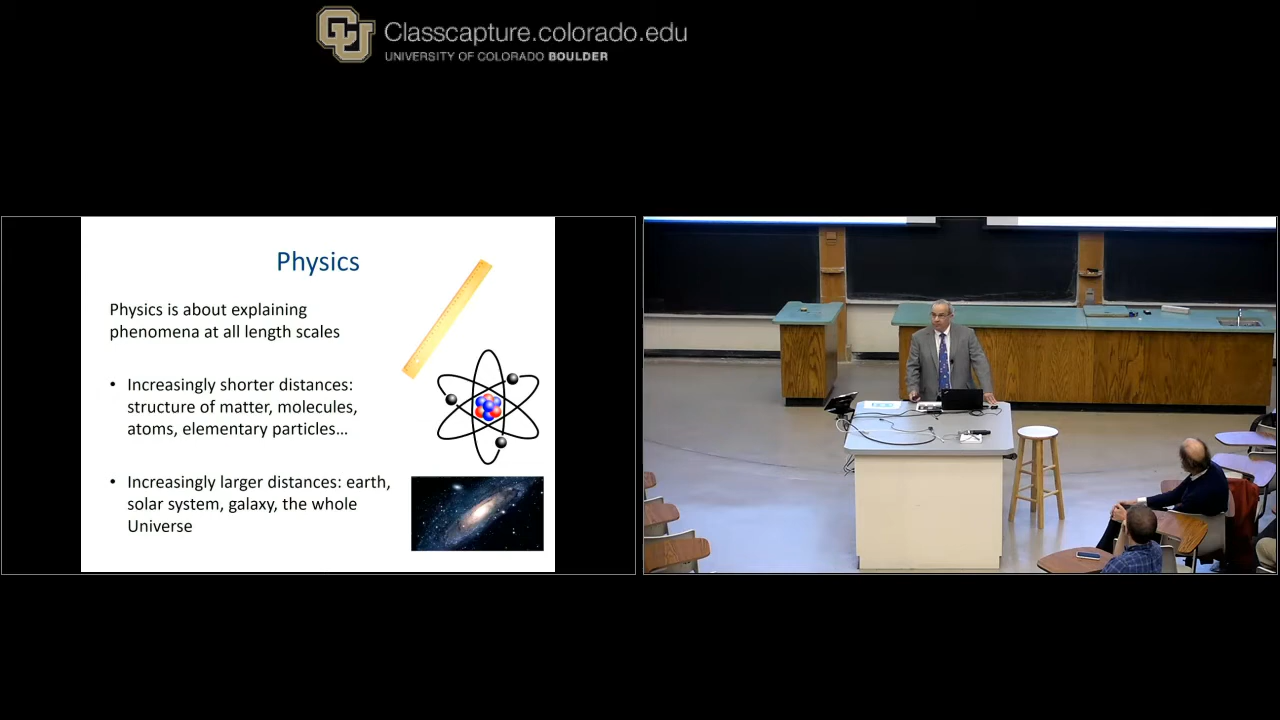 CU
Classcapture.colorado.edu
UNIVERSITY OF COLORADO BOULDER
Physics
Physics is about explaining
phenomena at all length scales
• Increasingly shorter distances:
structure of matter, molecules,
atoms, elementary particles...
• Increasingly larger distances: earth,
solar system, galaxy, the whole
Universe